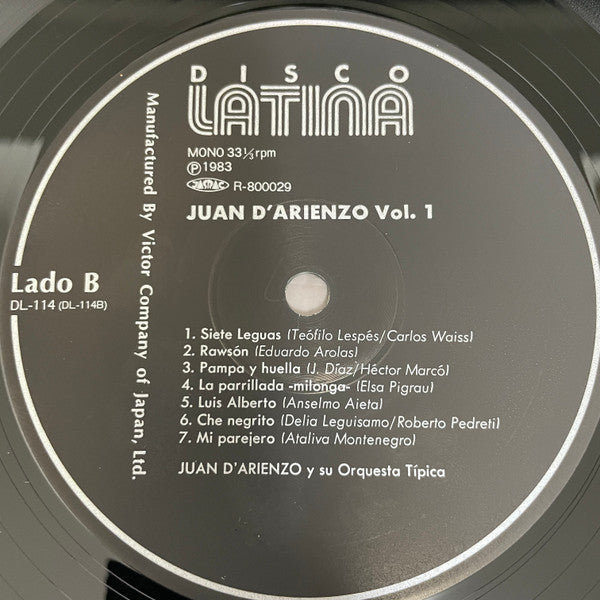 DISCO
LATINA
MONO 33⅓rpm
Ⓟ1983
JASRAC R-800029
JUAN D'ARIENZO Vol. 1
Lado B
DL-114 (DL-114B)
Manufactured By Victor Company of Japan, Ltd.
1. Siete Leguas (Teófilo Lespés/Carlos Waiss)
2. Rawsón (Eduardo Arolas)
3. Pampa y huella (J. Díaz/Héctor Marcó)
4. La parrillada -milonga- (Elsa Pigrau)
5. Luis Alberto (Anselmo Aieta)
6. Che negrito (Delia Leguisamo/Roberto Pedreti)
7. Mi parejero (Ataliva Montenegro)
JUAN D'ARIENZO y su Orquesta Típica